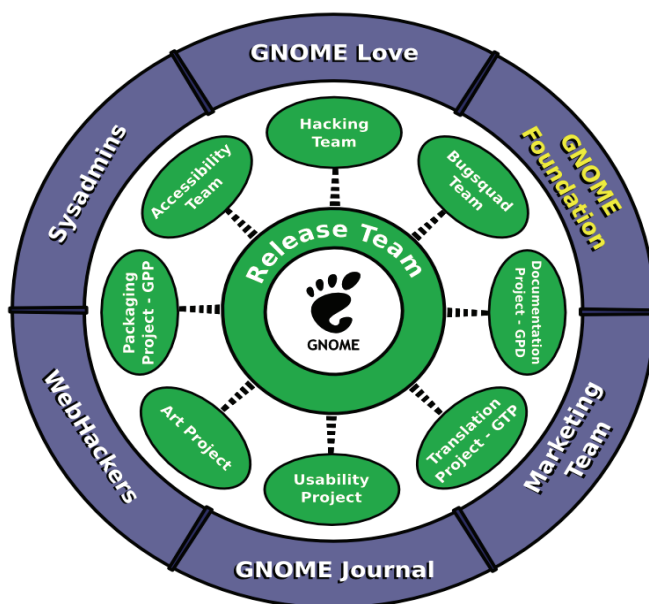 GNOME Love
GNOME
Foundation
Marketing
Team
GNOME Journal
WebHackers
Sysadmins
Hacking
Team
Bugsquad
Team
Documentation
Project - GPD
Translation
Project - GTP
Usability
Project
Art Project
Packaging
Project - GPP
Accessibility
Team
Release Team
GNOME